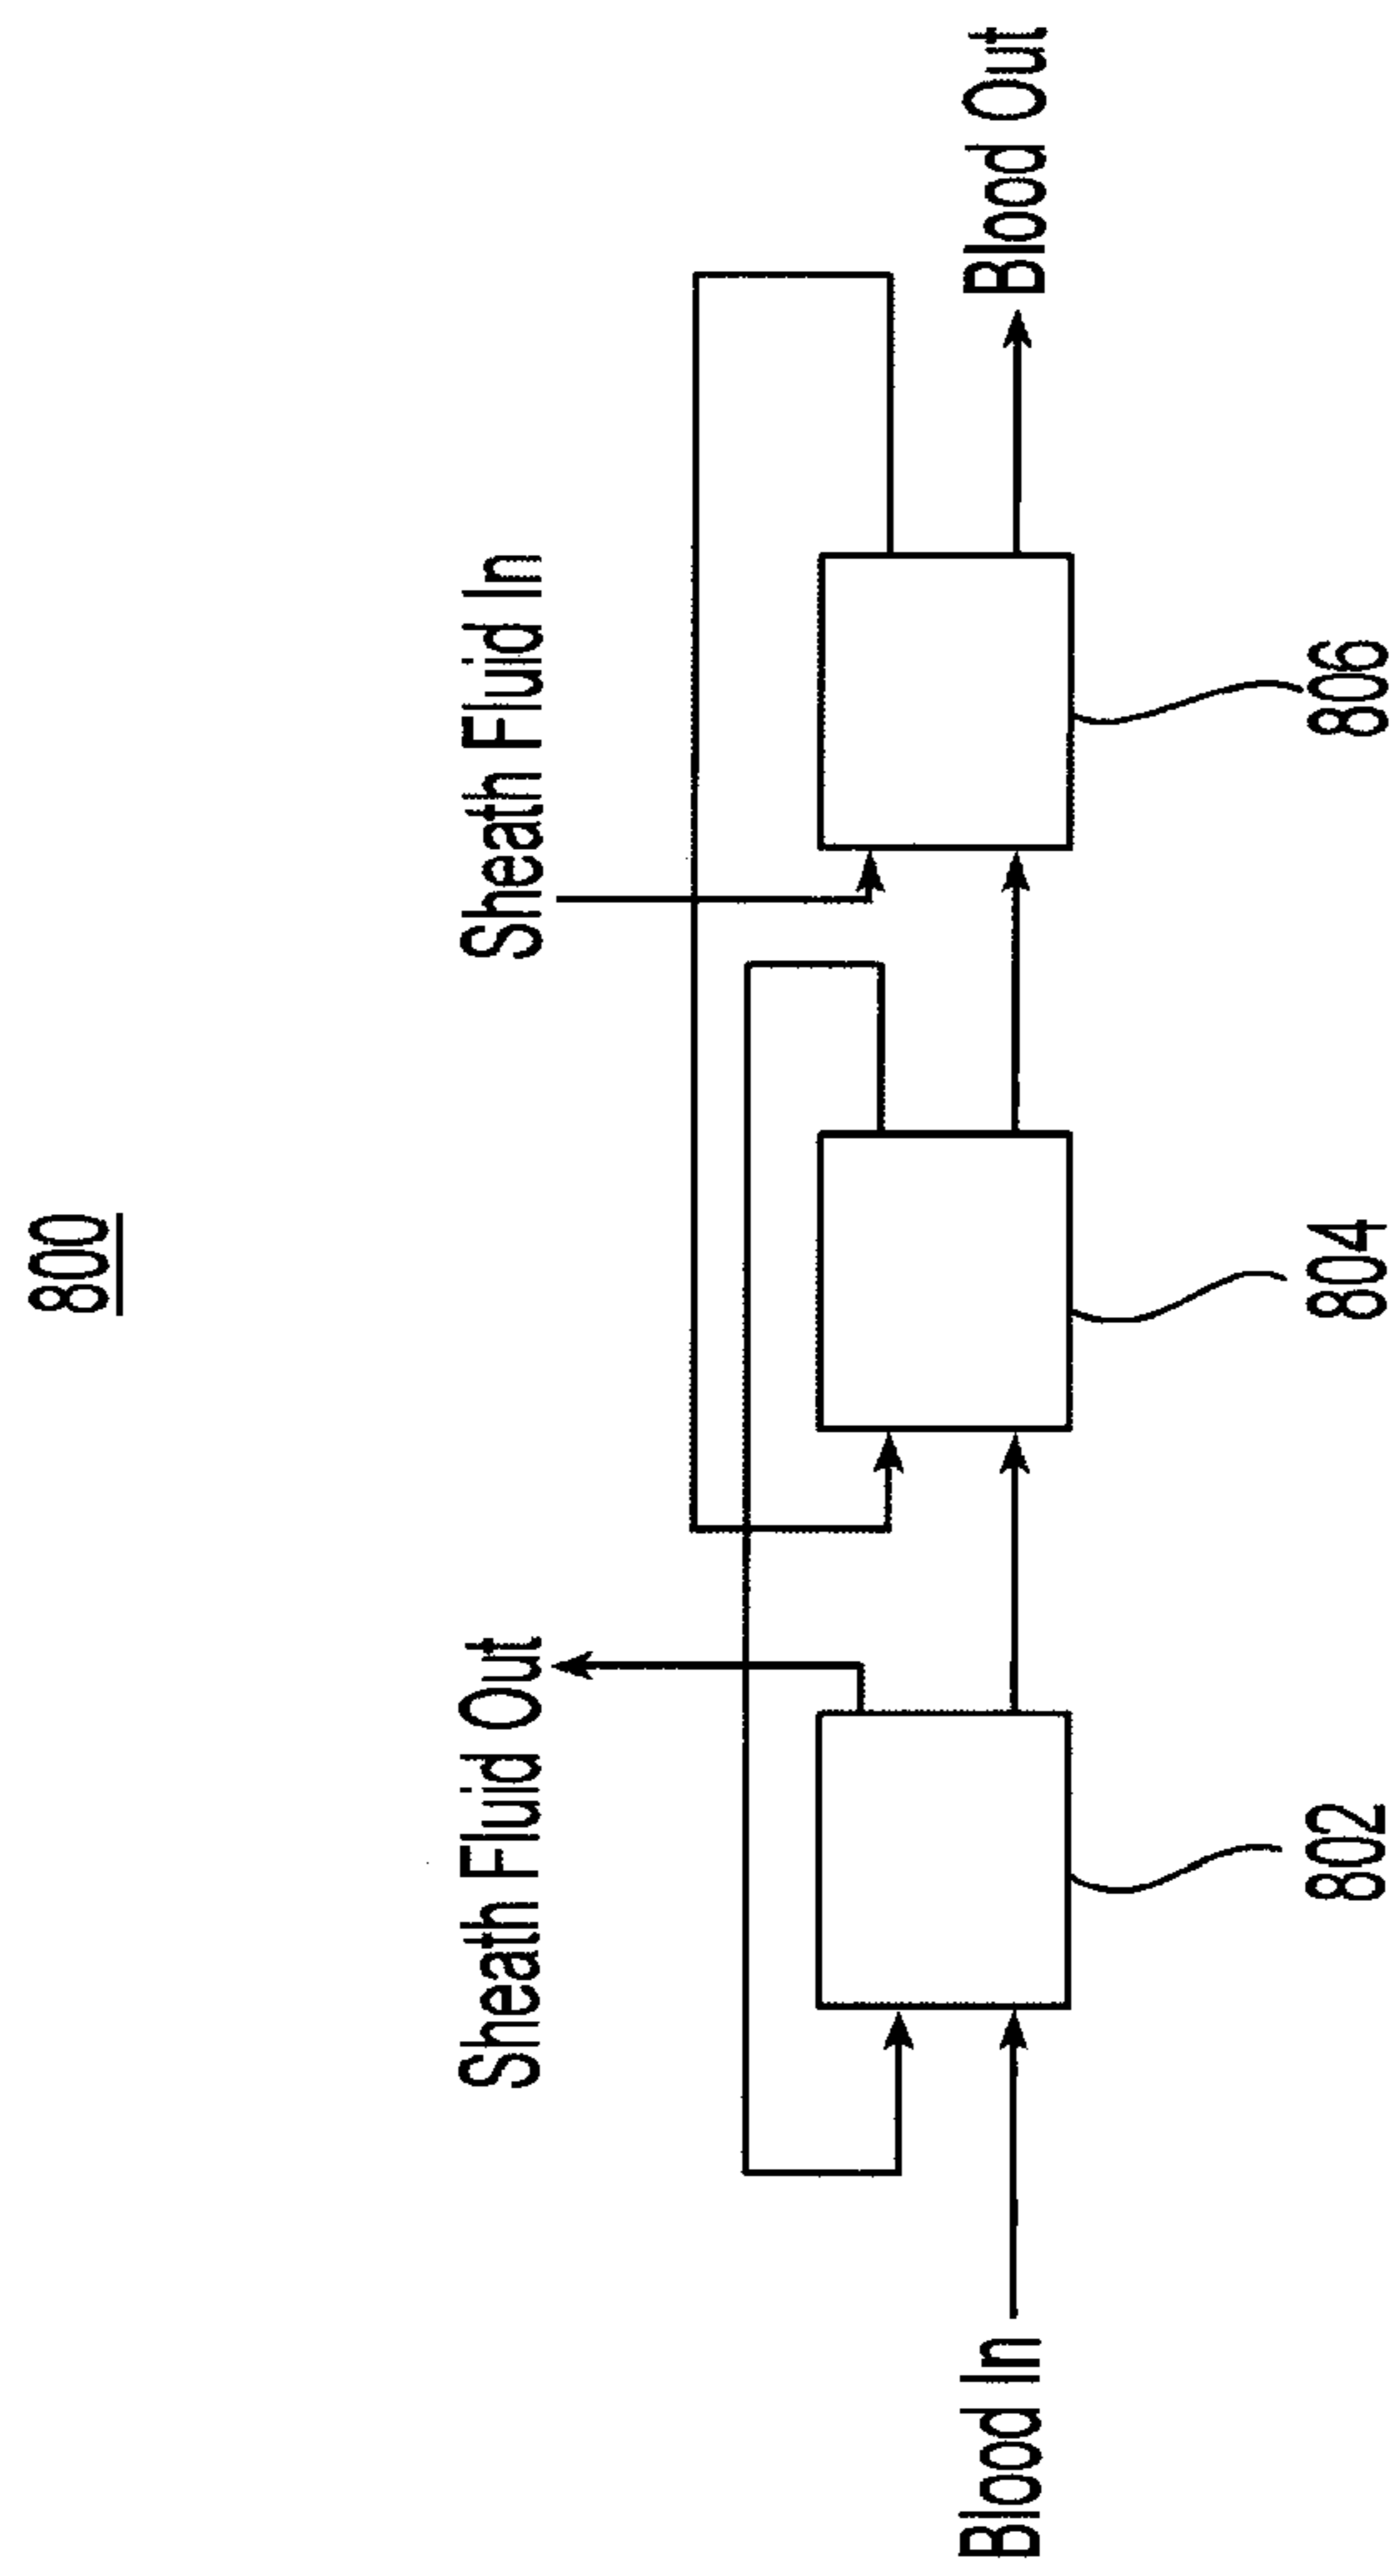 800
Sheath Fluid Out
Sheath Fluid In
Blood In
Blood Out
802
804
806